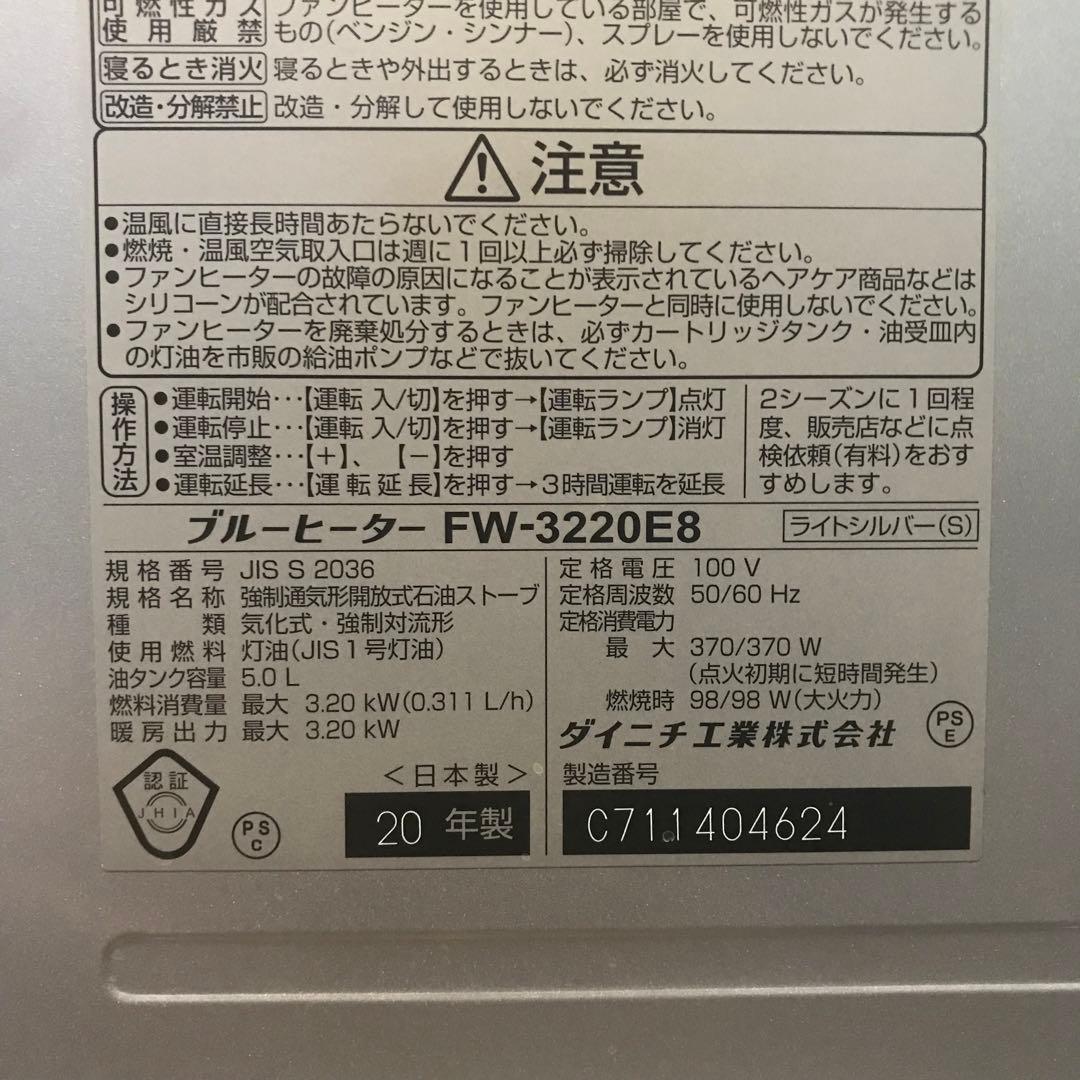 可燃性ガス ファンヒーターを使用している部屋で、可燃性ガスが発生する
使用厳禁 もの(ベンジン・シンナー)、スプレーを使用しないでください。
寝るとき消火 寝るときや外出するときは、必ず消火してください。
改造・分解禁止 改造・分解して使用しないでください。
注意
●温風に直接長時間あたらないでください。
●燃焼・温風空気取入口は週に1回以上必ず掃除してください。
●ファンヒーターの故障の原因になることが表示されているヘアケア商品などは
シリコーンが配合されています。ファンヒーターと同時に使用しないでください。
●ファンヒーターを廃棄処分するときは、必ずカートリッジタンク・油受皿内
の灯油を市販の給油ポンプなどで抜いてください。
操作方法
●運転開始…【運転 入/切】を押す→【運転ランプ】点灯
●運転停止…【運転 入/切】を押す→【運転ランプ】消灯
●室温調整…【+】、【-】を押す
●運転延長…【運転延長】を押す→3時間運転を延長
2シーズンに1回程
度、販売店などに点
検依頼(有料)をおす
すめします。
ブルーヒーター FW-3220E8 ライトシルバー(S)
規格番号 JIS S 2036
規格名称 強制通気形開放式石油ストーブ
種類 気化式・強制対流形
使用燃料 灯油(JIS1号灯油)
油タンク容量 5.0 L
燃料消費量 最大 3.20 kW(0.311 L/h)
暖房出力 最大 3.20 kW
<日本製>
認証
JHIA
PS
C
20 年製
定格電圧 100 V
定格周波数 50/60 Hz
定格消費電力
最大 370/370 W
(点火初期に短時間発生)
燃焼時 98/98 W(大火力)
ダイニチ工業株式会社
PS
E
製造番号
C711404624